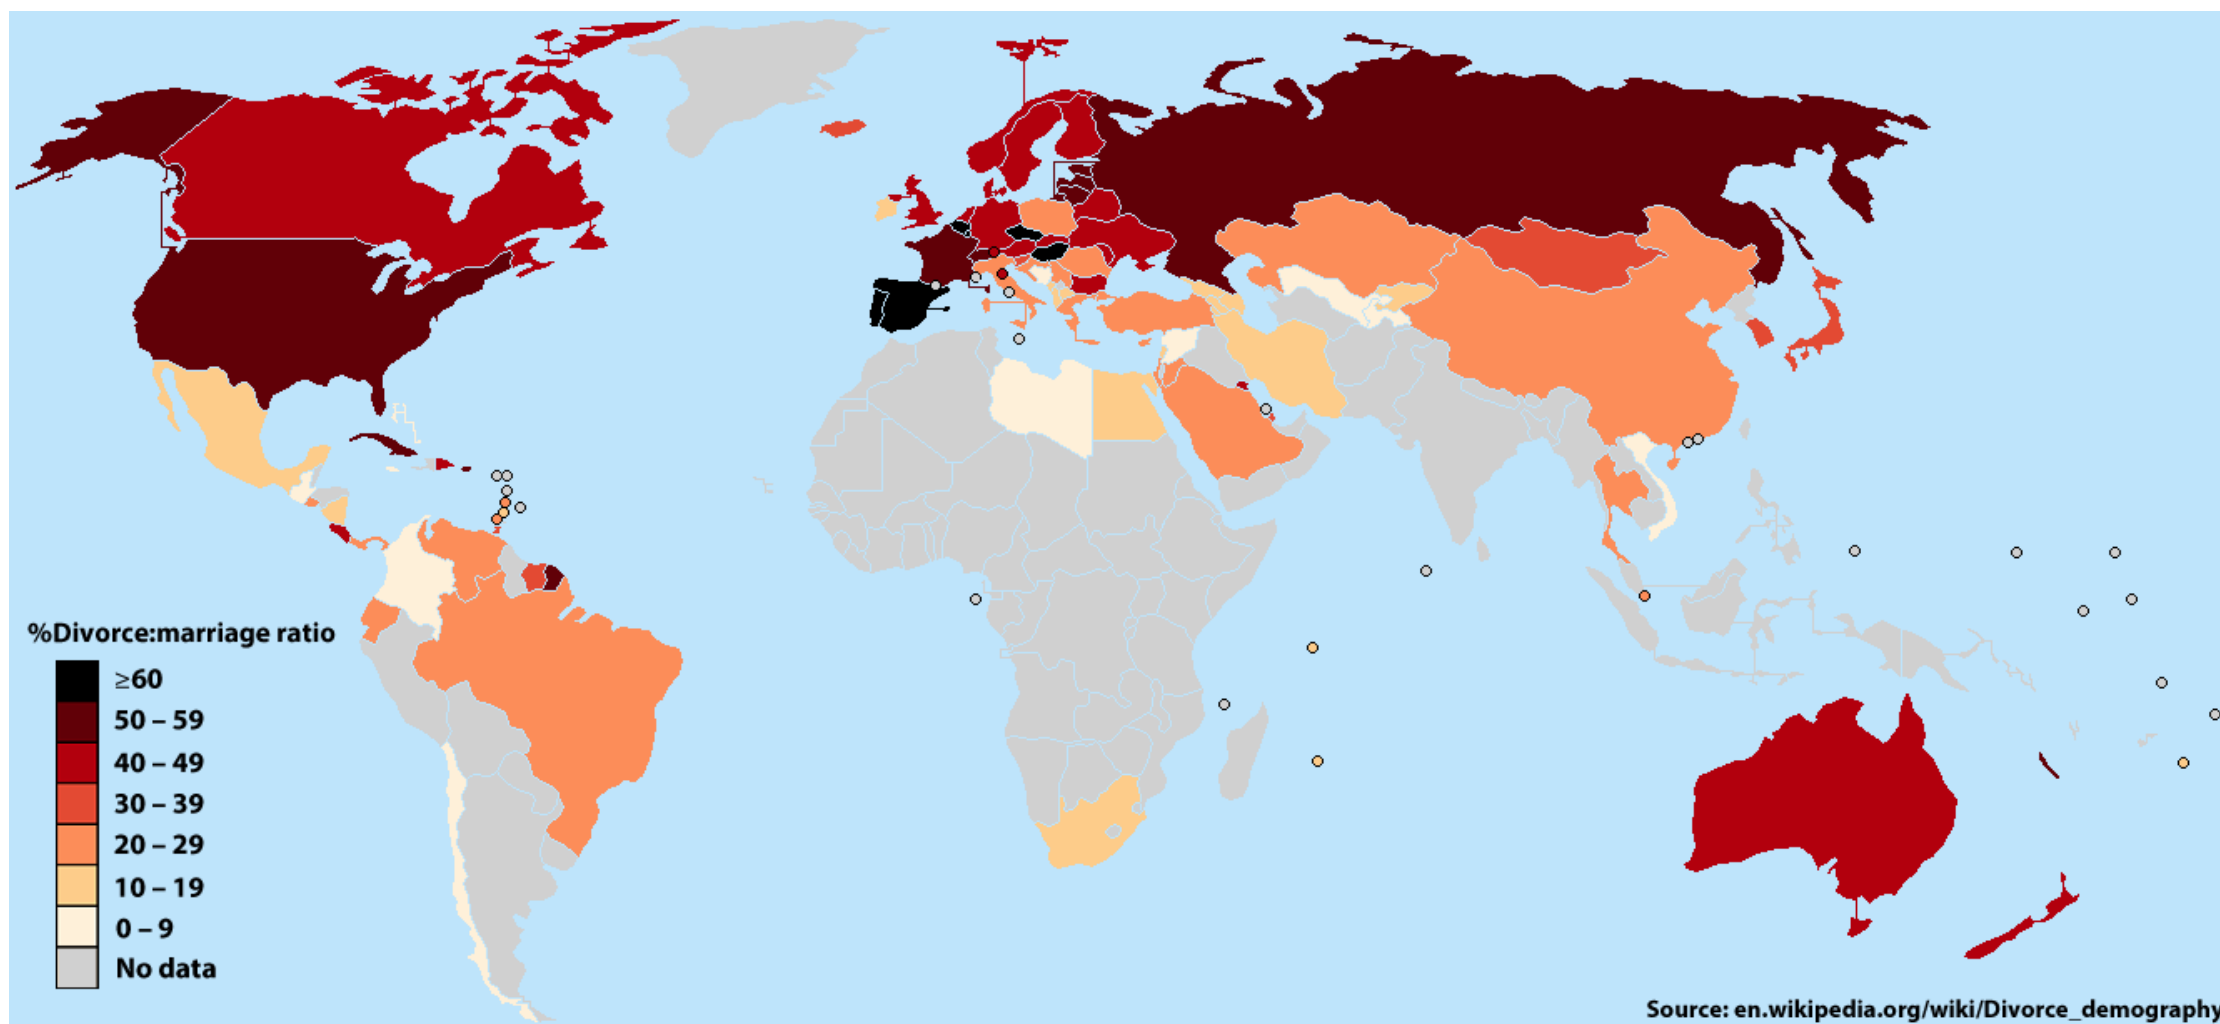 %Divorce:marriage ratio
≥60
50 – 59
40 – 49
30 – 39
20 – 29
10 – 19
0 – 9
No data
Source: en.wikipedia.org/wiki/Divorce_demography